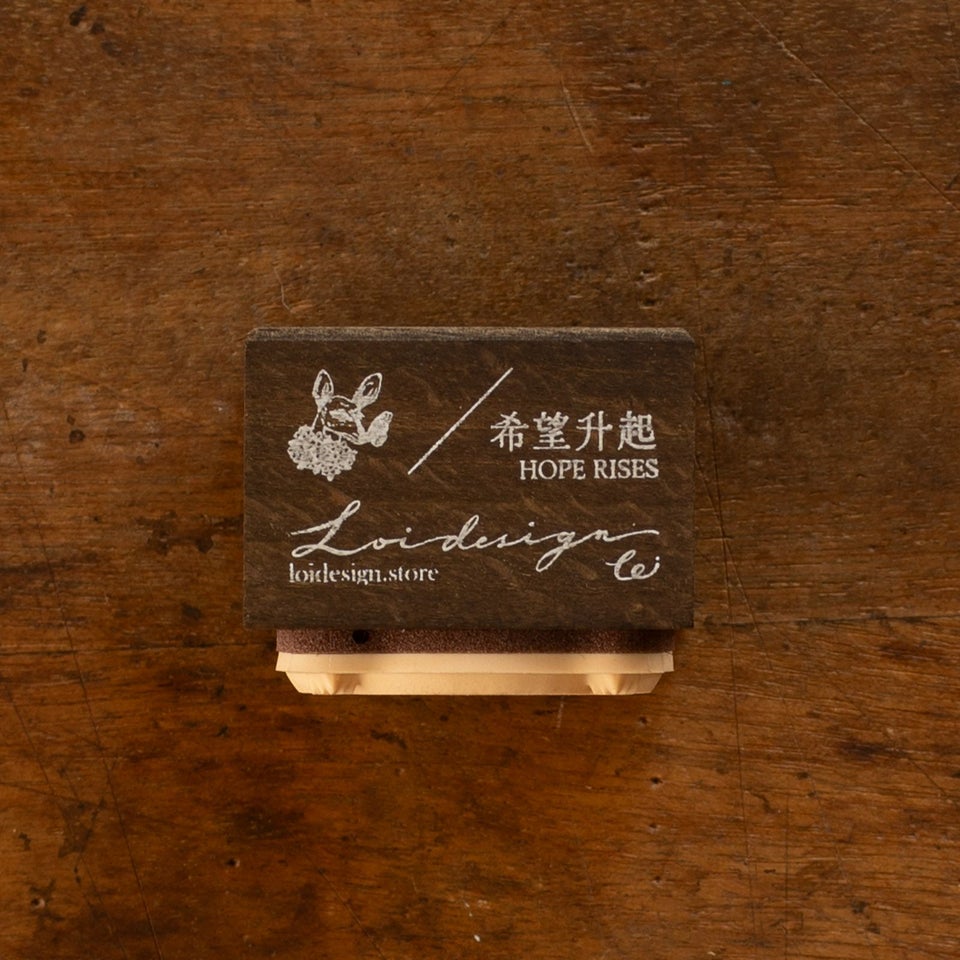 希望升起
HOPE RISES
Loidesign
loidesign.store